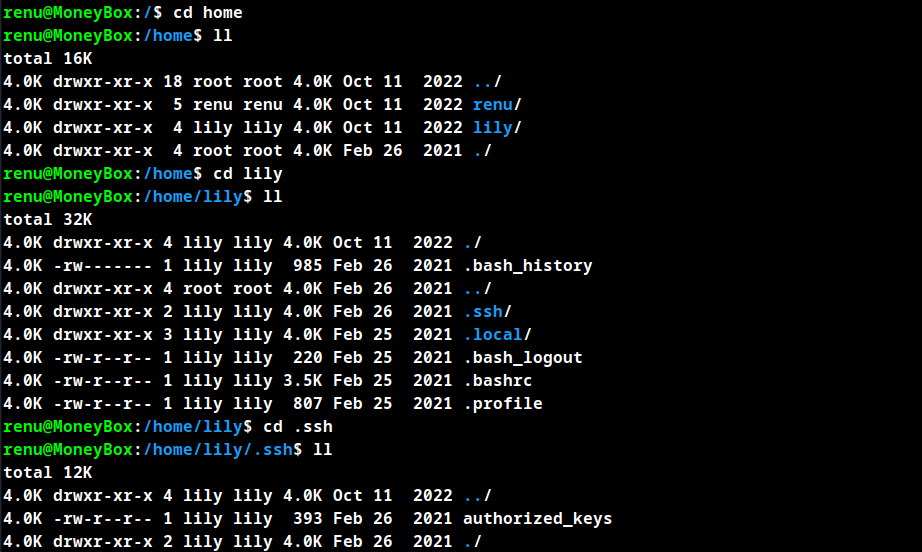 renu@MoneyBox:/$ cd home
renu@MoneyBox:/home$ ll
total 16K
4.0K drwxr-xr-x 18 root root 4.0K Oct 11  2022 ../
4.0K drwxr-xr-x  5 renu renu 4.0K Oct 11  2022 renu/
4.0K drwxr-xr-x  4 lily lily 4.0K Oct 11  2022 lily/
4.0K drwxr-xr-x  4 root root 4.0K Feb 26  2021 ./
renu@MoneyBox:/home$ cd lily
renu@MoneyBox:/home/lily$ ll
total 32K
4.0K drwxr-xr-x 4 lily lily 4.0K Oct 11  2022 ./
4.0K -rw------- 1 lily lily  985 Feb 26  2021 .bash_history
4.0K drwxr-xr-x 4 root root 4.0K Feb 26  2021 ../
4.0K drwxr-xr-x 2 lily lily 4.0K Feb 26  2021 .ssh/
4.0K drwxr-xr-x 3 lily lily 4.0K Feb 25  2021 .local/
4.0K -rw-r--r-- 1 lily lily  220 Feb 25  2021 .bash_logout
4.0K -rw-r--r-- 1 lily lily 3.5K Feb 25  2021 .bashrc
4.0K -rw-r--r-- 1 lily lily  807 Feb 25  2021 .profile
renu@MoneyBox:/home/lily$ cd .ssh
renu@MoneyBox:/home/lily/.ssh$ ll
total 12K
4.0K drwxr-xr-x 4 lily lily 4.0K Oct 11  2022 ../
4.0K -rw-r--r-- 1 lily lily  393 Feb 26  2021 authorized_keys
4.0K drwxr-xr-x 2 lily lily 4.0K Feb 26  2021 ./